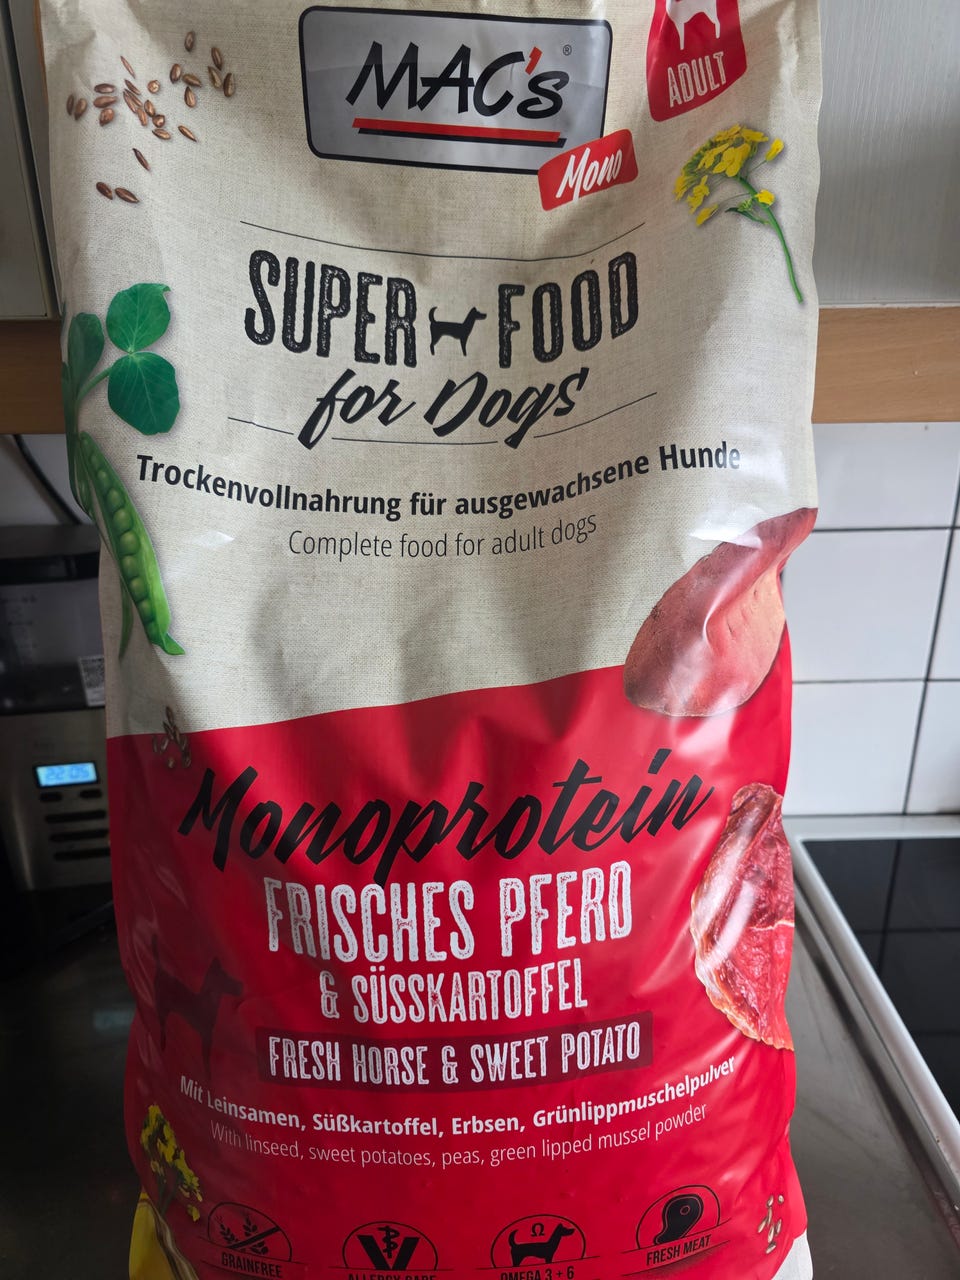 MAC's®
ADULT
Mono
SUPER FOOD
for Dogs
Trockenvollnahrung für ausgewachsene Hunde
Complete food for adult dogs
22:05
Monoprotein
FRISCHES PFERD
& SÜSSKARTOFFEL
FRESH HORSE & SWEET POTATO
Mit Leinsamen, Süßkartoffel, Erbsen, Grünlippmuschelpulver
With linseed, sweet potatoes, peas, green lipped mussel powder
GRAINFREE
ALLERGY CARE
Ω
OMEGA 3 + 6
FRESH MEAT